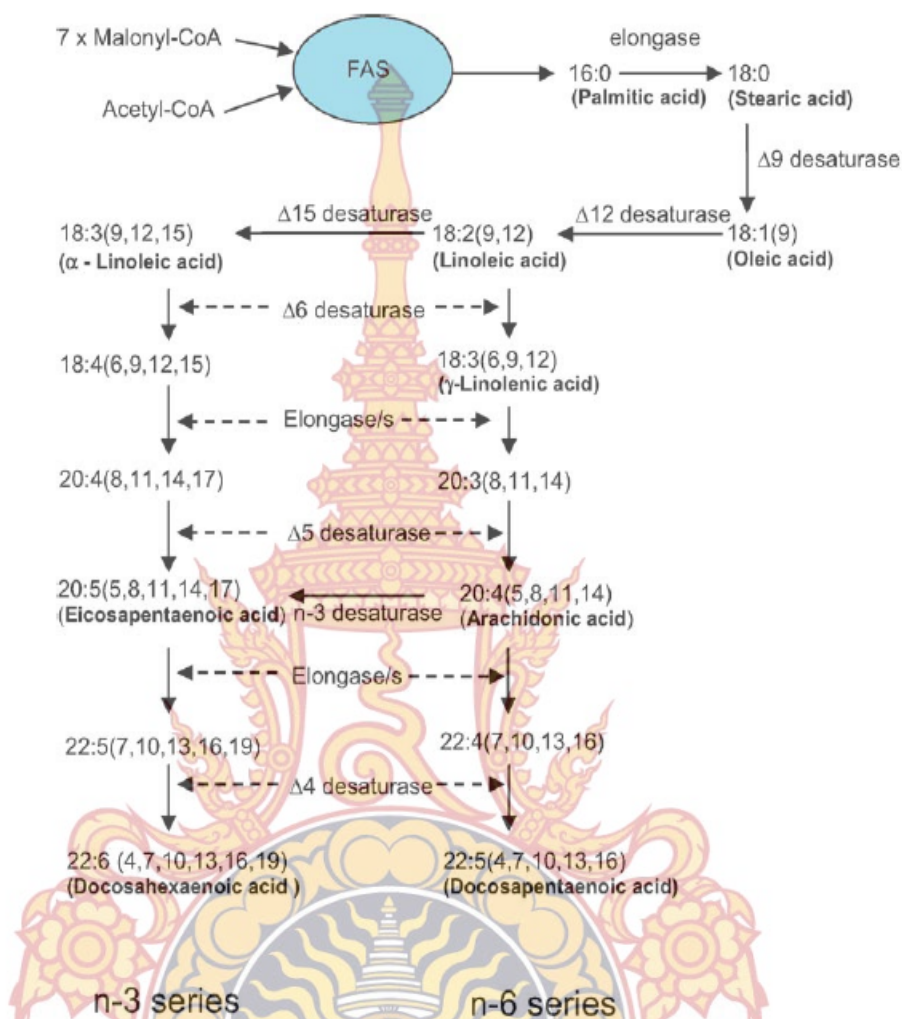 7 x Malonyl-CoA
Acetyl-CoA
FAS
elongase
16:0
(Palmitic acid)
18:0
(Stearic acid)
Δ9 desaturase
18:1(9)
(Oleic acid)
Δ12 desaturase
18:2(9,12)
(Linoleic acid)
Δ15 desaturase
18:3(9,12,15)
(α - Linoleic acid)
Δ6 desaturase
18:4(6,9,12,15)
18:3(6,9,12)
(γ-Linolenic acid)
Elongase/s
20:4(8,11,14,17)
20:3(8,11,14)
Δ5 desaturase
20:5(5,8,11,14,17)
(Eicosapentaenoic acid)
n-3 desaturase
20:4(5,8,11,14)
(Arachidonic acid)
Elongase/s
22:5(7,10,13,16,19)
22:4(7,10,13,16)
Δ4 desaturase
22:6 (4,7,10,13,16,19)
(Docosahexaenoic acid )
22:5(4,7,10,13,16)
(Docosapentaenoic acid)
n-3 series
n-6 series